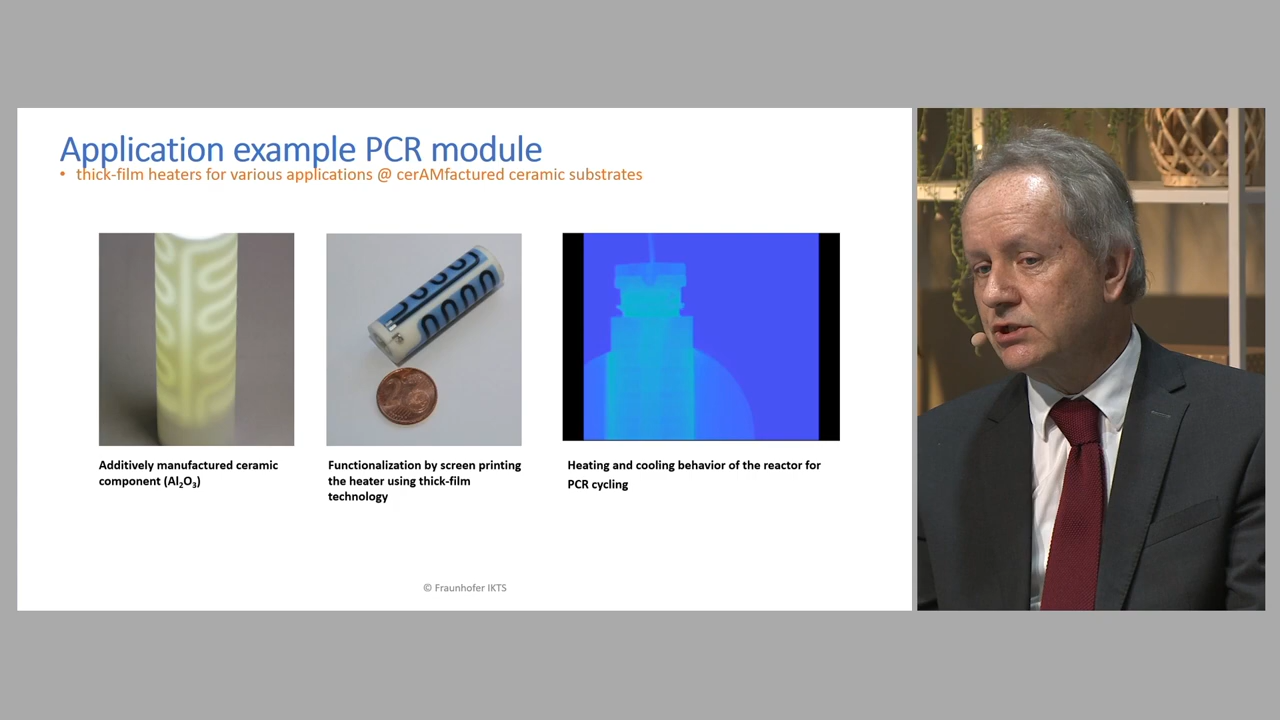 Application example PCR module
• thick-film heaters for various applications @ cerAMfactured ceramic substrates
Additively manufactured ceramic
component (Al₂O₃)
Functionalization by screen printing
the heater using thick-film
technology
Heating and cooling behavior of the reactor for
PCR cycling
© Fraunhofer IKTS